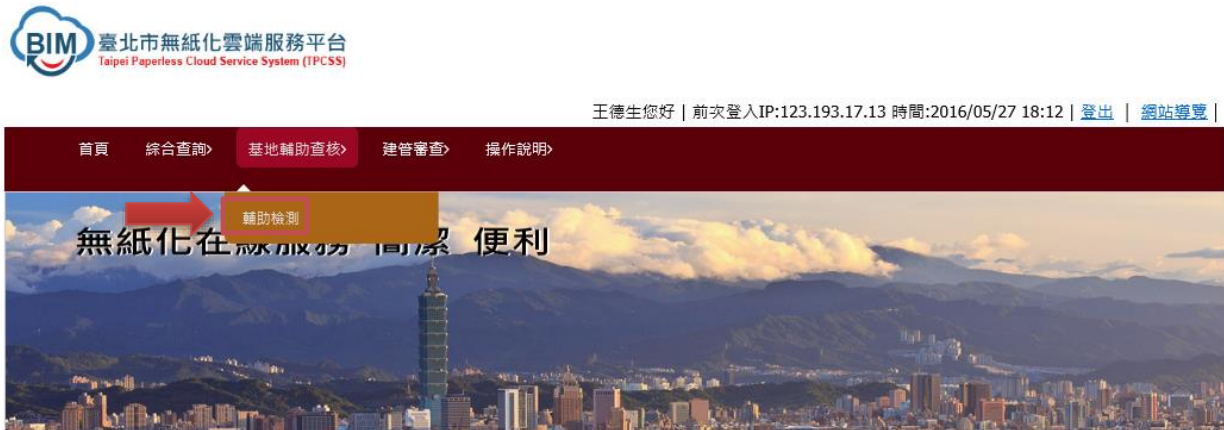 BIM 臺北市無紙化雲端服務平台
Taipei Paperless Cloud Service System (TPCSS)
王德生您好 | 前次登入IP:123.193.17.13 時間:2016/05/27 18:12 | 登出 | 網站導覽 |
首頁 綜合查詢> 基地輔助查核> 建管審查> 操作說明>
輔助檢測
無紙化在線服務 簡潔 便利